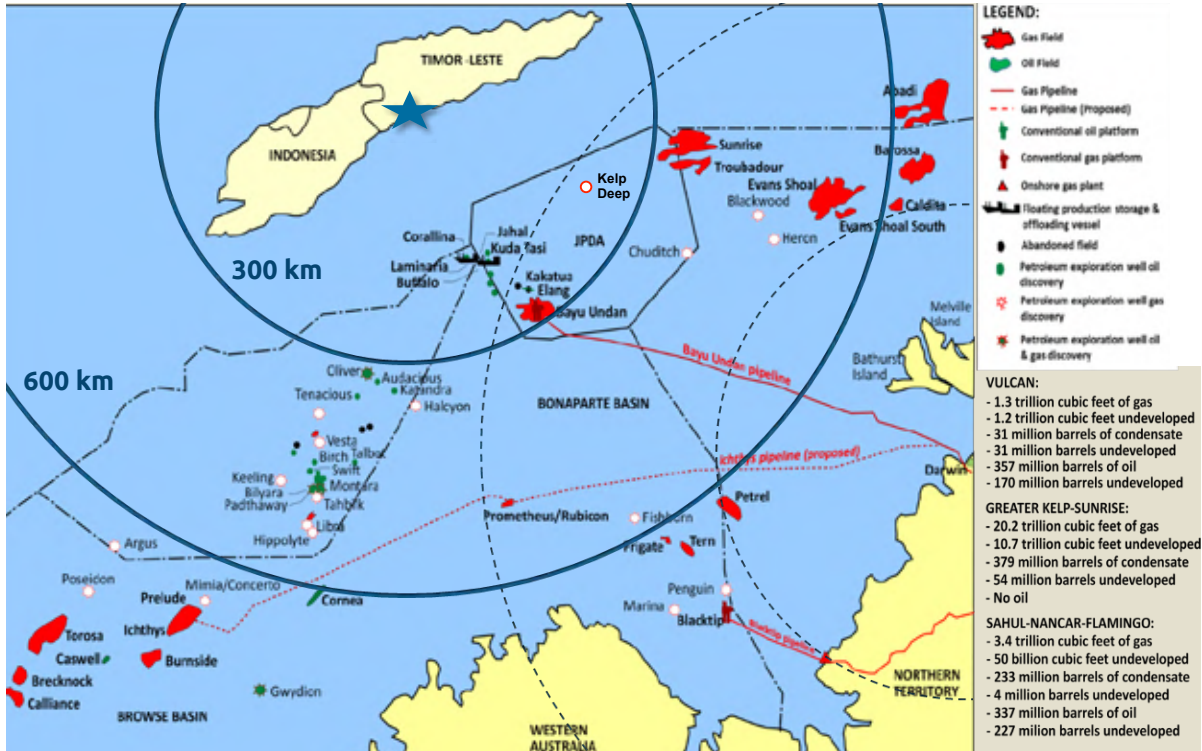 TIMOR -LESTE
INDONESIA
Kelp
Deep
300 km
600 km
Abadi
Sunrise
Troubadour
Barossa
Evans Shoal
Blackwood
Caldita
Evans Shoal South
Heron
Chuditch
JPDA
Corallina
Jahal
Kuda Tasi
Laminaria
Buffalo
Kakatua
Elang
Bayu Undan
Melville
Island
Bathurst
Island
Bayu Undan pipeline
Oliver
Audacious
Tenacious
Katandra
Halcyon
BONAPARTE BASIN
Vesta
Birch
Talbot
Swift
Keeling
Bilyara
Montara
Padthaway
Tahbilk
Ichthys pipeline (proposed)
Darwin
Petrel
Prometheus/Rubicon
Fishburn
Libra
Hippolyte
Argus
Frigate
Tern
Poseidon
Mimia/Concerto
Cornea
Prelude
Penguin
Marina
Ichthys
Blacktip
Blacktip pipeline
Torosa
Caswell
Burnside
Brecknock
Calliance
Gwydion
BROWSE BASIN
NORTHERN
TERRITORY
WESTERN
AUSTRALIA
LEGEND:
Gas Field
Oil Field
Gas Pipeline
Gas Pipeline (Proposed)
Conventional oil platform
Conventional gas platform
Onshore gas plant
Floating production storage &
offloading vessel
Abandoned field
Petroleum exploration well oil
discovery
Petroleum exploration well gas
discovery
Petroleum exploration well oil
& gas discovery
VULCAN:
- 1.3 trillion cubic feet of gas
- 1.2 trillion cubic feet undeveloped
- 31 million barrels of condensate
- 31 million barrels undeveloped
- 357 million barrels of oil
- 170 million barrels undeveloped
GREATER KELP-SUNRISE:
- 20.2 trillion cubic feet of gas
- 10.7 trillion cubic feet undeveloped
- 379 million barrels of condensate
- 54 million barrels undeveloped
- No oil
SAHUL-NANCAR-FLAMINGO:
- 3.4 trillion cubic feet of gas
- 50 billion cubic feet undeveloped
- 233 million barrels of condensate
- 4 million barrels undeveloped
- 337 million barrels of oil
- 227 milion barrels undeveloped